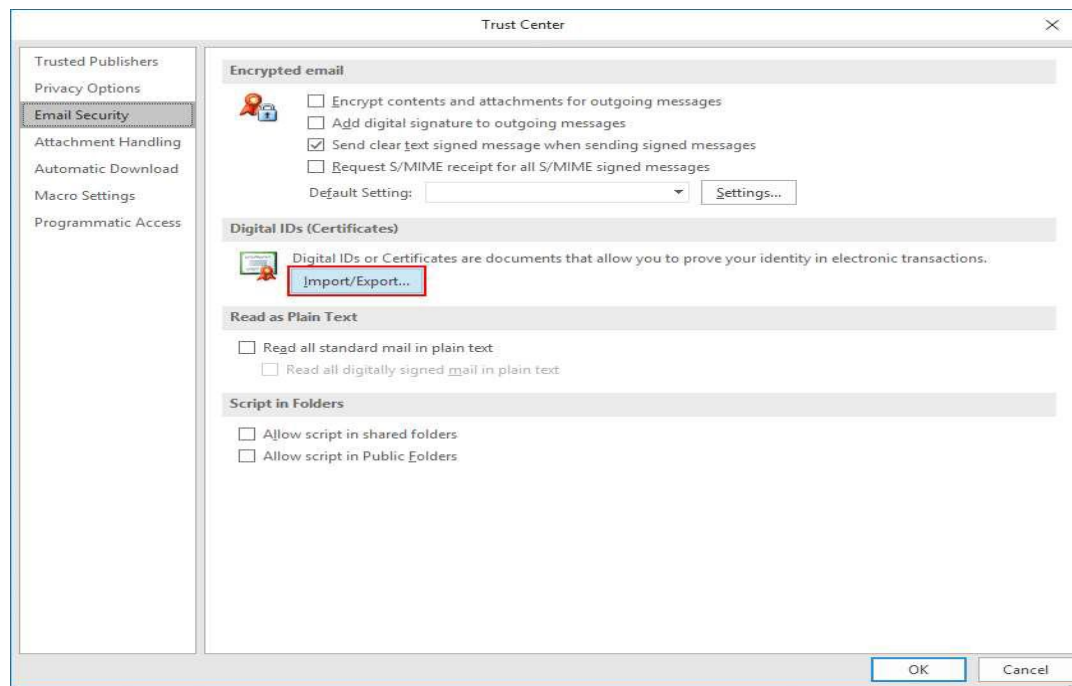 Trust Center
Trusted Publishers
Privacy Options
Email Security
Attachment Handling
Automatic Download
Macro Settings
Programmatic Access
Encrypted email
Encrypt contents and attachments for outgoing messages
Add digital signature to outgoing messages
Send clear text signed message when sending signed messages
Request S/MIME receipt for all S/MIME signed messages
Default Setting:
Settings...
Digital IDs (Certificates)
Digital IDs or Certificates are documents that allow you to prove your identity in electronic transactions.
Import/Export...
Read as Plain Text
Read all standard mail in plain text
Read all digitally signed mail in plain text
Script in Folders
Allow script in shared folders
Allow script in Public Folders
OK
Cancel